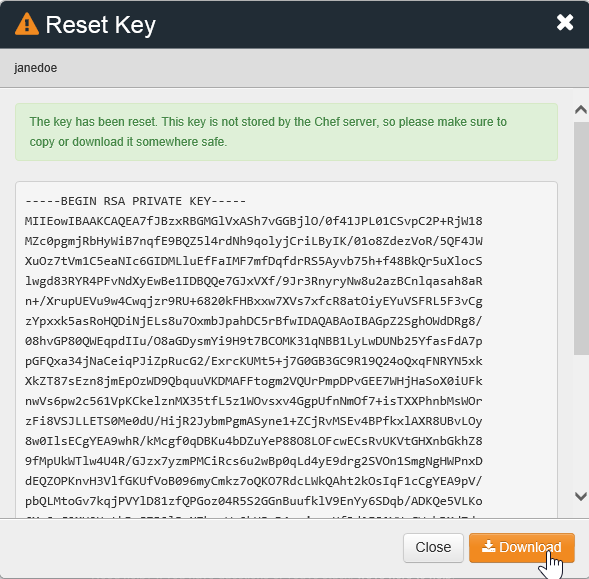 Reset Key
janedoe
The key has been reset. This key is not stored by the Chef server, so please make sure to
copy or download it somewhere safe.
-----BEGIN RSA PRIVATE KEY-----
MIIEowIBAAKCAQEA7fJBzxRBGMGlVxASh7vGGBjlO/0f41JPL01CSvpC2P+RjW18
MZc0pgmjRbHyWiB7nqfE9BQZ5l4rdNh9qolyjCriLByIK/01o8ZdezVoR/5QF4JW
XuOz7tVm1C5eaNIc6GIDMLluEfFaIMF7mfDqfdrRS5Ayvb75h+f48BkQr5uXlocS
lwgd83RYR4PFvNdXyEwBe1IDBQQe7GJxVXf/9Jr3RnyryNw8u2azBCnlqasah8aR
n+/XrupUEVu9w4Cwqjzr9RU+6820kFHBxxw7XVs7xfcR8atOiyEYuVSFRL5F3vCg
zYpxxk5asRoHQDiNjELs8u7OxmbJpahDC5rBfwIDAQABAoIBAGpZ2SghOWdDRg8/
08hvGP80QWEqpdIIu/O8aGDysmYi9H9t7BCOMK31qNBB1LyLwDUNb25YfasFdA7p
pGFQxa34jNaCeiqPJiZpRucG2/ExrcKUMt5+j7G0GB3GC9R19Q24oQxqFNRYN5xk
XkZT87sEzn8jmEpOzWD9QbquuVKDMAFFtogm2VQUrPmpDPvGEE7WHjHaSoX0iUFk
nwVs6pw2c561VpKCkelznMX35tfL5z1WOvsxv4GgpUfnNmOf7+isTXXPhnbMsWOr
zFi8VSJLLETS0Me0dU/HijR2JybmPgmASyne1+ZCjRvMSEv4BPfkxlAXR8UBvLOy
8w0IlsECgYEA9whR/kMcgf0qDBKu4bDZuYeP88O8LOFcwECsRvUKVtGHXnbGkhZ8
9fMpUkWTlw4U4R/GJzx7yzmPMCiRcs6u2wBp0qLd4yE9drg2SVOn1SmgNgHWPnxD
dEQZOPKnvH3VlfGKUfVoB096myCmkz7oQKO7RdcLWkQAht2kOsIqF1cCgYEA9pV/
pbQLMtoGv7kqjPVYlD81zfQPGoz04R5S2GGnBuufklV9EnYy6SDqb/ADKQe5VLKo
Close
Download